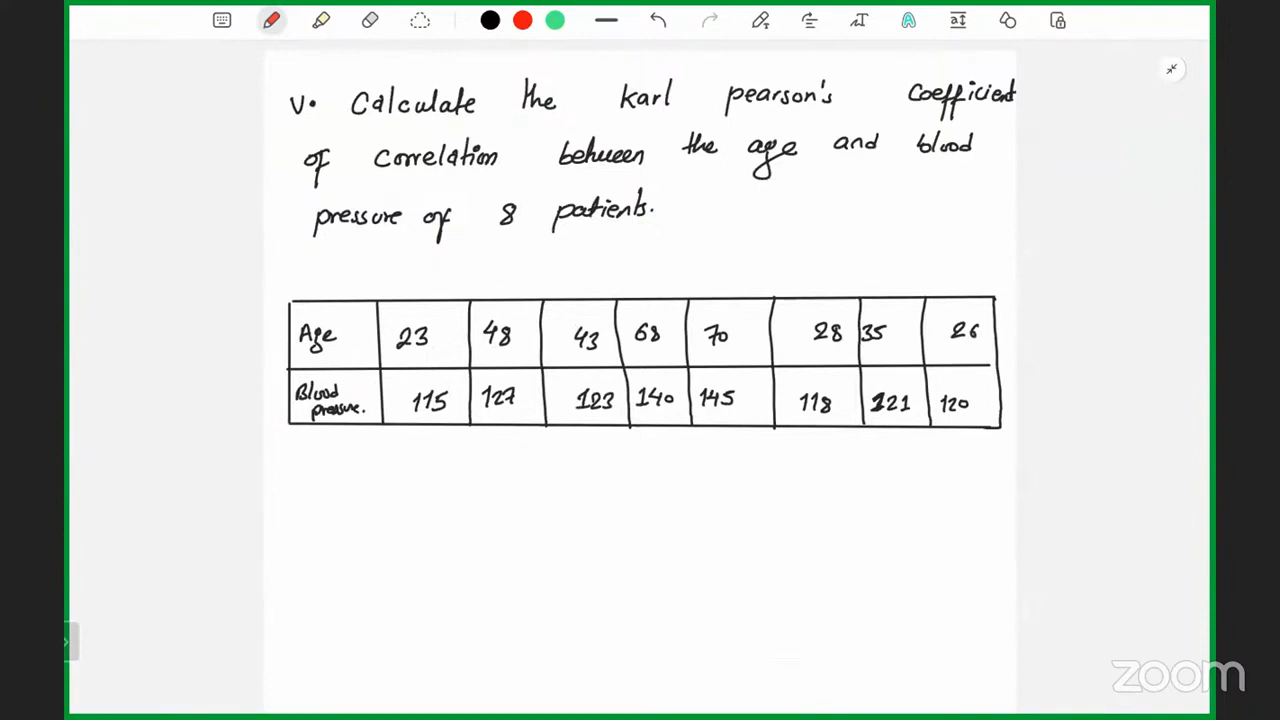 V. Calculate the karl pearson's coefficient
of correlation between the age and blood
pressure of 8 patients.
Age 23 48 43 68 70 28 35 26
Blood pressure. 115 127 123 140 145 118 121 120
zoom